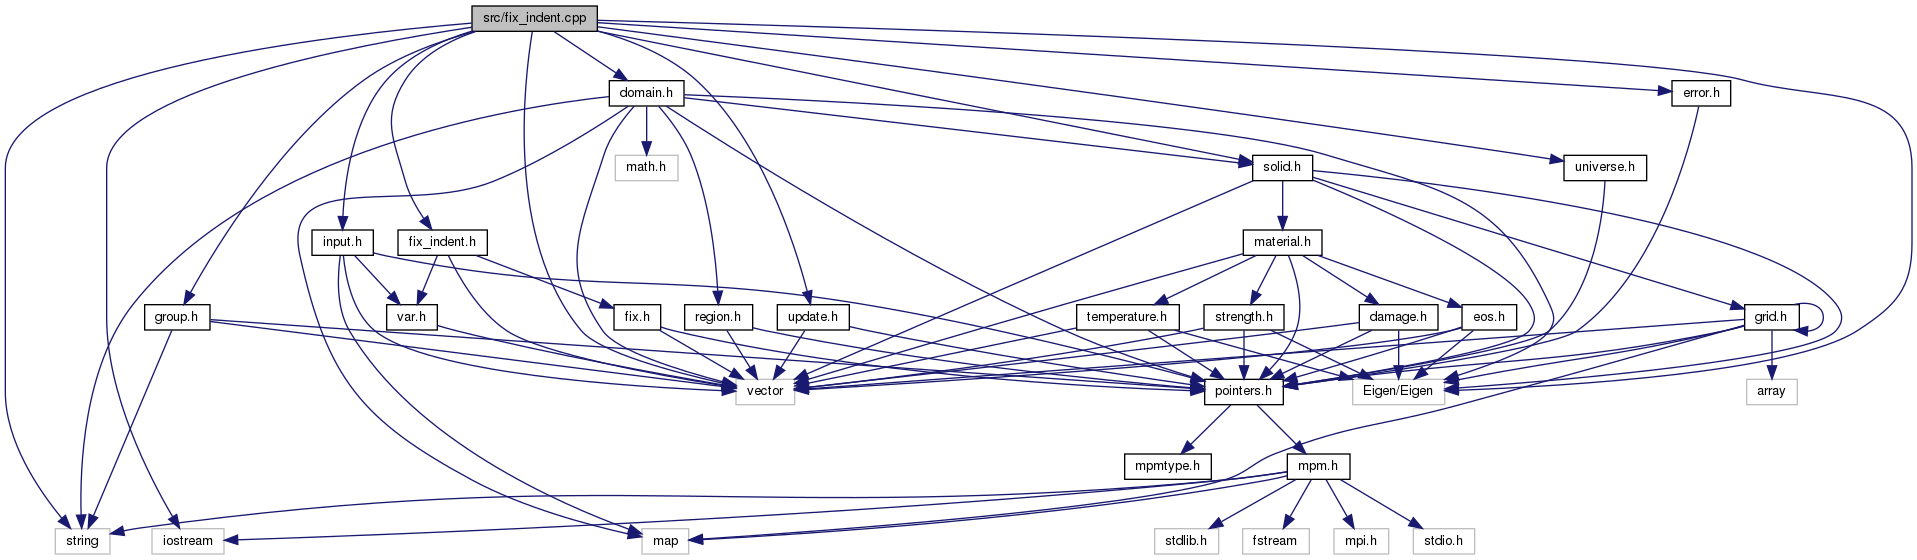 src/fix_indent.cpp
domain.h
error.h
math.h
solid.h
universe.h
input.h
fix_indent.h
material.h
group.h
var.h
fix.h
region.h
update.h
temperature.h
strength.h
damage.h
eos.h
grid.h
vector
pointers.h
Eigen/Eigen
array
mpmtype.h
mpm.h
string
iostream
map
stdlib.h
fstream
mpi.h
stdio.h